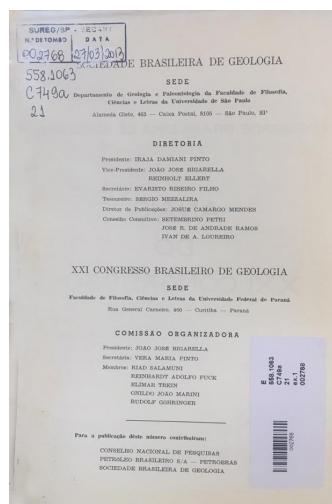 SUREG/SP - SECART
N.º DE TOMBO DATA
002768 27/03/2013
558.1063
C749a
21
SOCIEDADE BRASILEIRA DE GEOLOGIA
SEDE
Departamento de Geologia e Paleontologia da Faculdade de Filosofia,
Ciências e Letras da Universidade de São Paulo
Alameda Glete, 463 — Caixa Postal, 8105 — São Paulo, SP
DIRETORIA
Presidente: IRAJÁ DAMIANI PINTO
Vice-Presidente: JOÃO JOSÉ BIGARELLA
REINHOLT ELLERT
Secretário: EVARISTO RIBEIRO FILHO
Tesoureiro: SERGIO MEZZALIRA
Diretor de Publicações: JOSUÉ CAMARGO MENDES
Conselho Consultivo: SETEMBRINO PETRI
JOSÉ R. DE ANDRADE RAMOS
IVAN DE A. LOUREIRO
XXI CONGRESSO BRASILEIRO DE GEOLOGIA
SEDE
Faculdade de Filosofia, Ciências e Letras da Universidade Federal do Paraná
Rua General Carneiro, 460 — Curitiba — Paraná
COMISSÃO ORGANIZADORA
Presidente: JOÃO JOSÉ BIGARELLA
Secretária: VERA MARIA PINTO
Membros: RIAD SALAMUNI
REINHARDT ADOLFO FUCK
ELIMAR TREIN
ONILDO JOÃO MARINI
RUDOLF GOHRINGER
E
558.1063
C749a
21
ex.1
002768
002768
Para a publicação dêste número contribuíram:
CONSELHO NACIONAL DE PESQUISAS
PETRÓLEO BRASILEIRO S/A — PETROBRÁS
SOCIEDADE BRASILEIRA DE GEOLOGIA